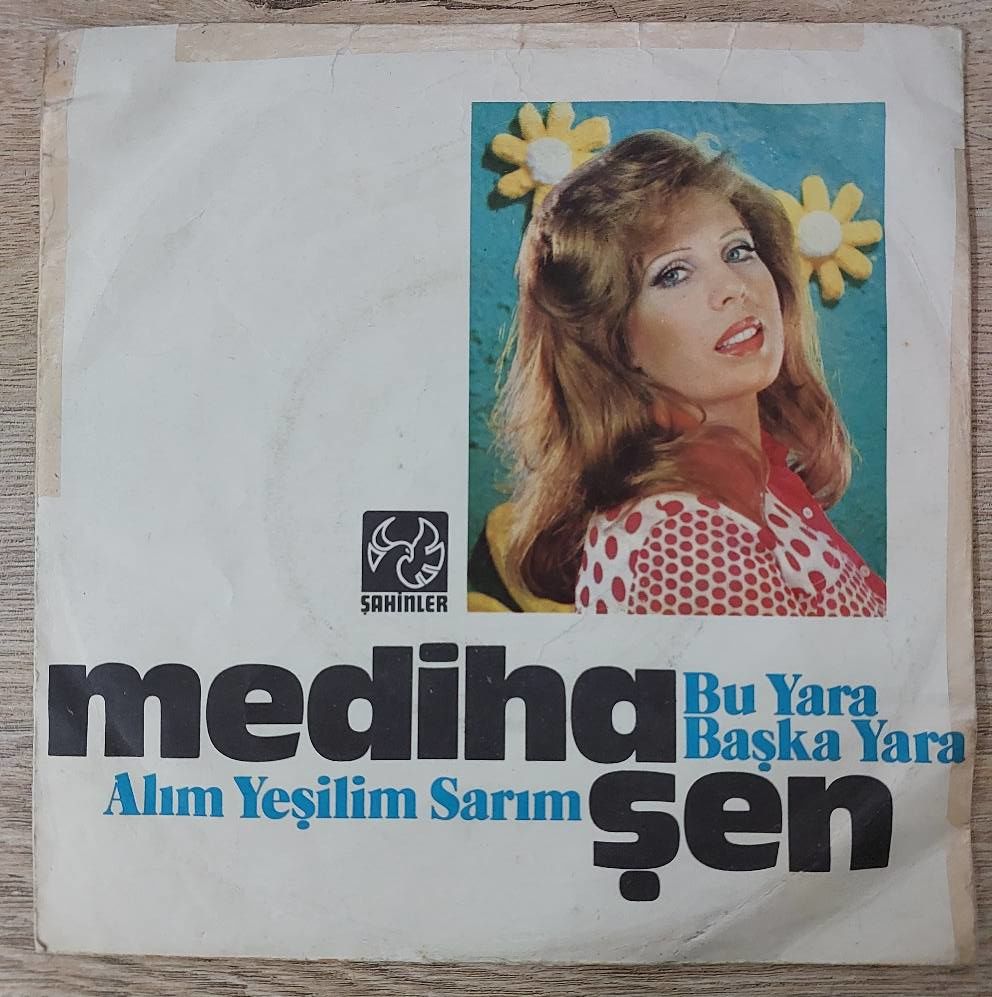 ŞAHİNLER
mediha
Bu Yara
Başka Yara
Alım Yeşilim Sarım
şen